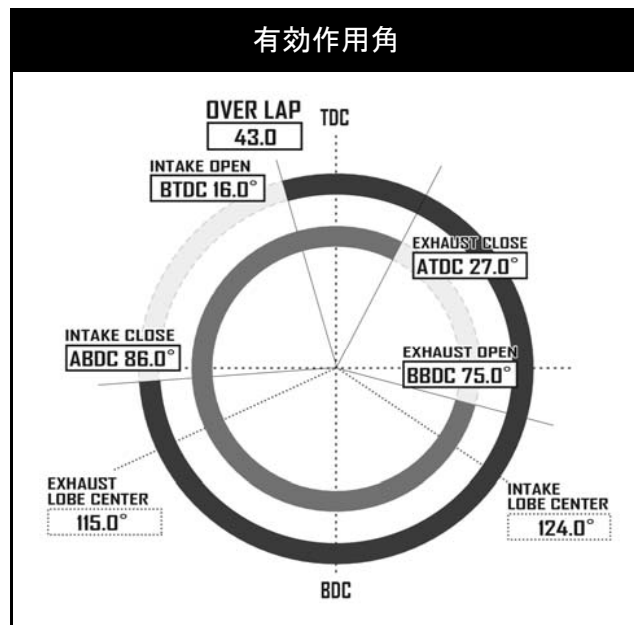 有効作用角
OVER LAP
43.0
TDC
INTAKE OPEN
BTDC 16.0°
EXHAUST CLOSE
ATDC 27.0°
INTAKE CLOSE
ABDC 86.0°
EXHAUST OPEN
BBDC 75.0°
EXHAUST
LOBE CENTER
115.0°
INTAKE
LOBE CENTER
124.0°
BDC